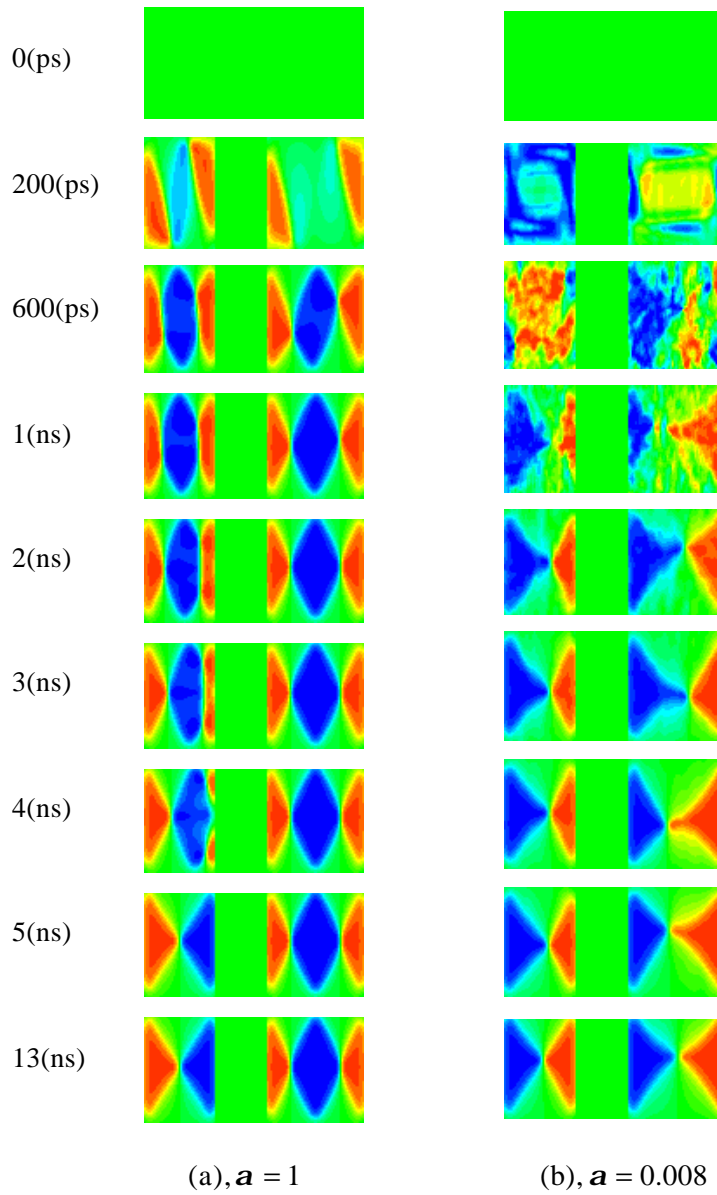 0(ps)
200(ps)
600(ps)
1(ns)
2(ns)
3(ns)
4(ns)
5(ns)
13(ns)
(a), a = 1
(b), a = 0.008